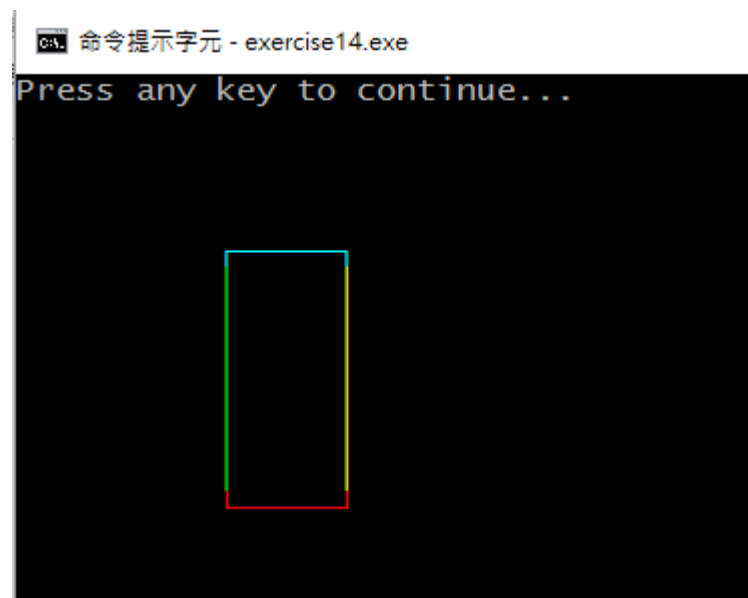 命令提示字元 - exercise14.exe
Press any key to continue...